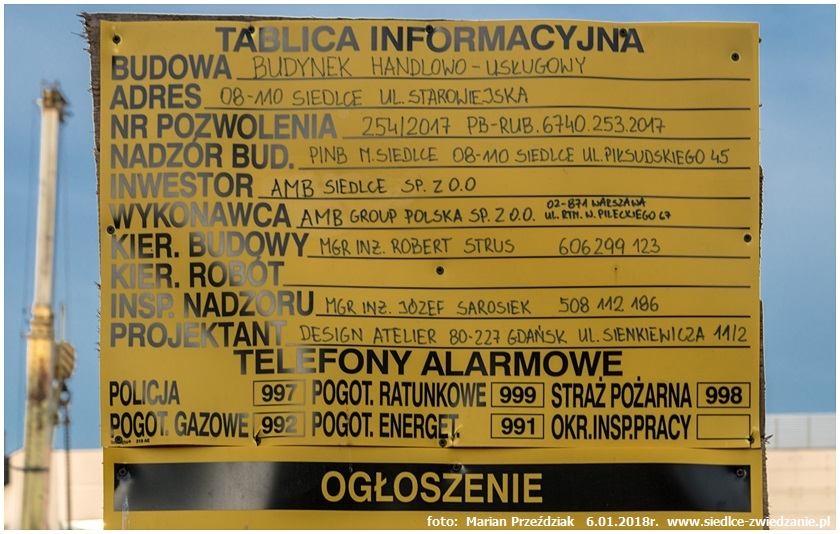 TABLICA INFORMACYJNA
BUDOWA BUDYNEK HANDLOWO-USŁUGOWY
ADRES 08-110 SIEDLCE UL. STAROWIEJSKA
NR POZWOLENIA 254/2017 PB-RUB.6740.253.2017
NADZÓR BUD. PINB M.SIEDLCE 08-110 SIEDLCE UL.PIŁSUDSKIEGO 45
INWESTOR AMB SIEDLCE SP. Z O.O
WYKONAWCA AMB GROUP POLSKA SP. Z O.O. 02-871 WARSZAWA
UL. RTM. W. PILECKIEGO 67
KIER. BUDOWY MGR INŻ. ROBERT STRUS 606 299 123
KIER. ROBÓT
INSP. NADZORU MGR INŻ. JÓZEF SAROSIEK 508 112 186
PROJEKTANT DESIGN ATELIER 80-227 GDAŃSK UL. SIENKIEWICZA 11/2
TELEFONY ALARMOWE
POLICJA 997 POGOT. RATUNKOWE 999 STRAŻ POŻARNA 998
POGOT. GAZOWE 992 POGOT. ENERGET. 991 OKR.INSP.PRACY
OGŁOSZENIE
foto: Marian Przeździak 6.01.2018r. www.siedlce-zwiedzanie.pl